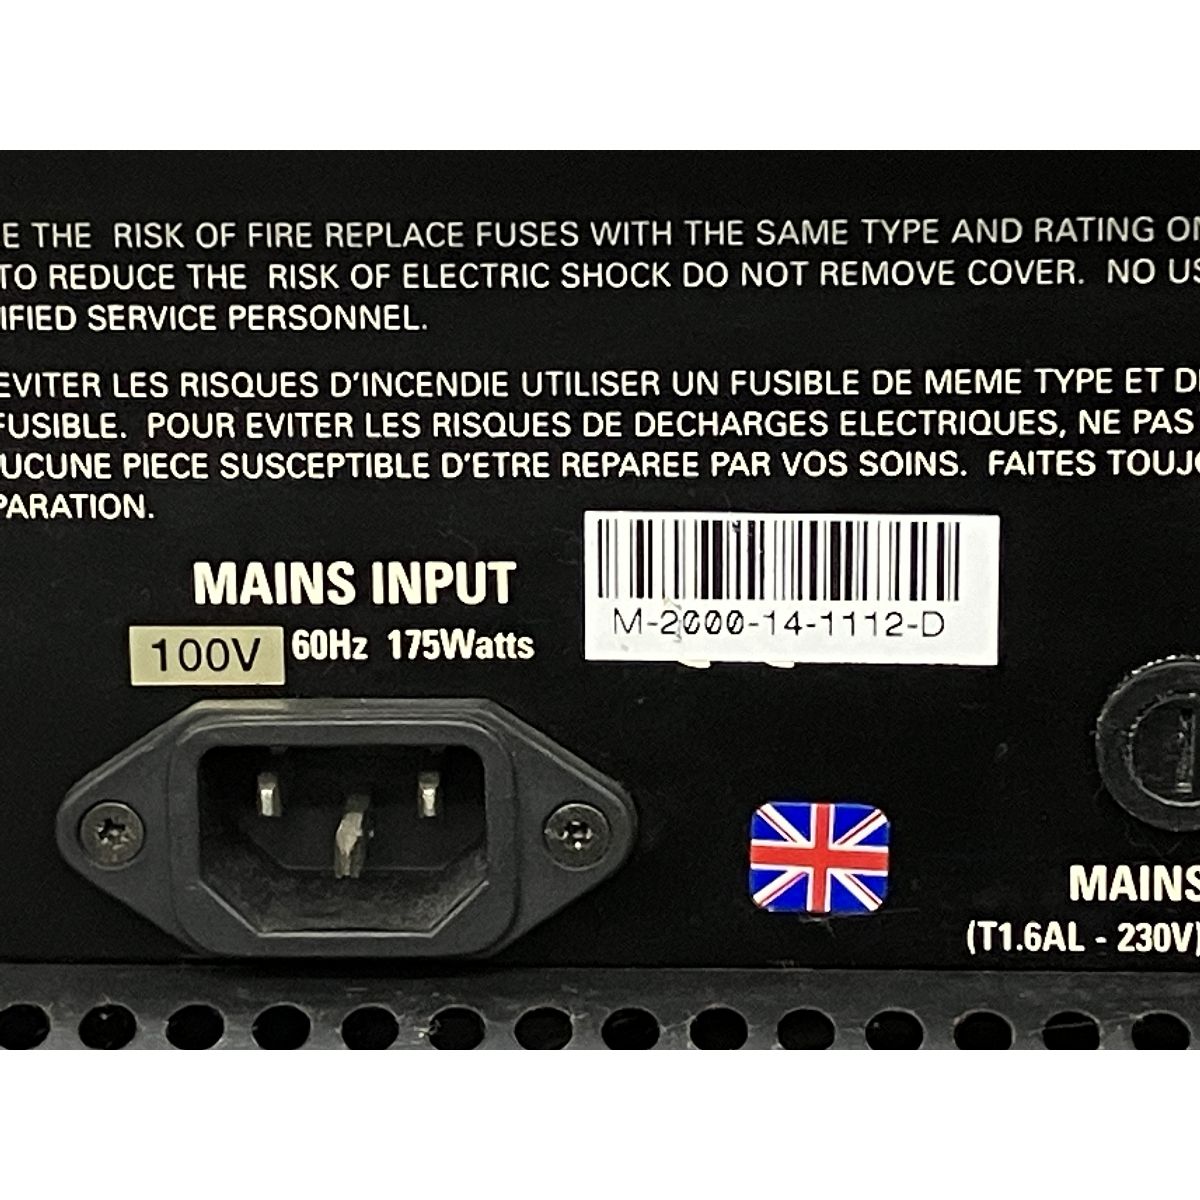 E THE RISK OF FIRE REPLACE FUSES WITH THE SAME TYPE AND RATING ON
TO REDUCE THE RISK OF ELECTRIC SHOCK DO NOT REMOVE COVER. NO US
IFIED SERVICE PERSONNEL.
EVITER LES RISQUES D'INCENDIE UTILISER UN FUSIBLE DE MEME TYPE ET DE
FUSIBLE. POUR EVITER LES RISQUES DE DECHARGES ELECTRIQUES, NE PAS
UCUNE PIECE SUSCEPTIBLE D'ETRE REPAREE PAR VOS SOINS. FAITES TOUJO
PARATION.
MAINS INPUT
100V 60Hz 175Watts
M-2000-14-1112-D
MAINS
(T1.6AL - 230V)